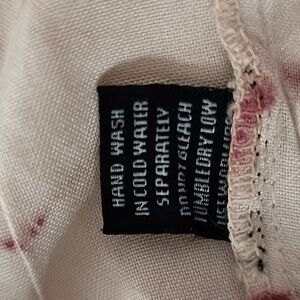 HAND WASH
IN COLD WATER
SEPARATELY
DO NOT BLEACH
TUMBLE DRY LOW